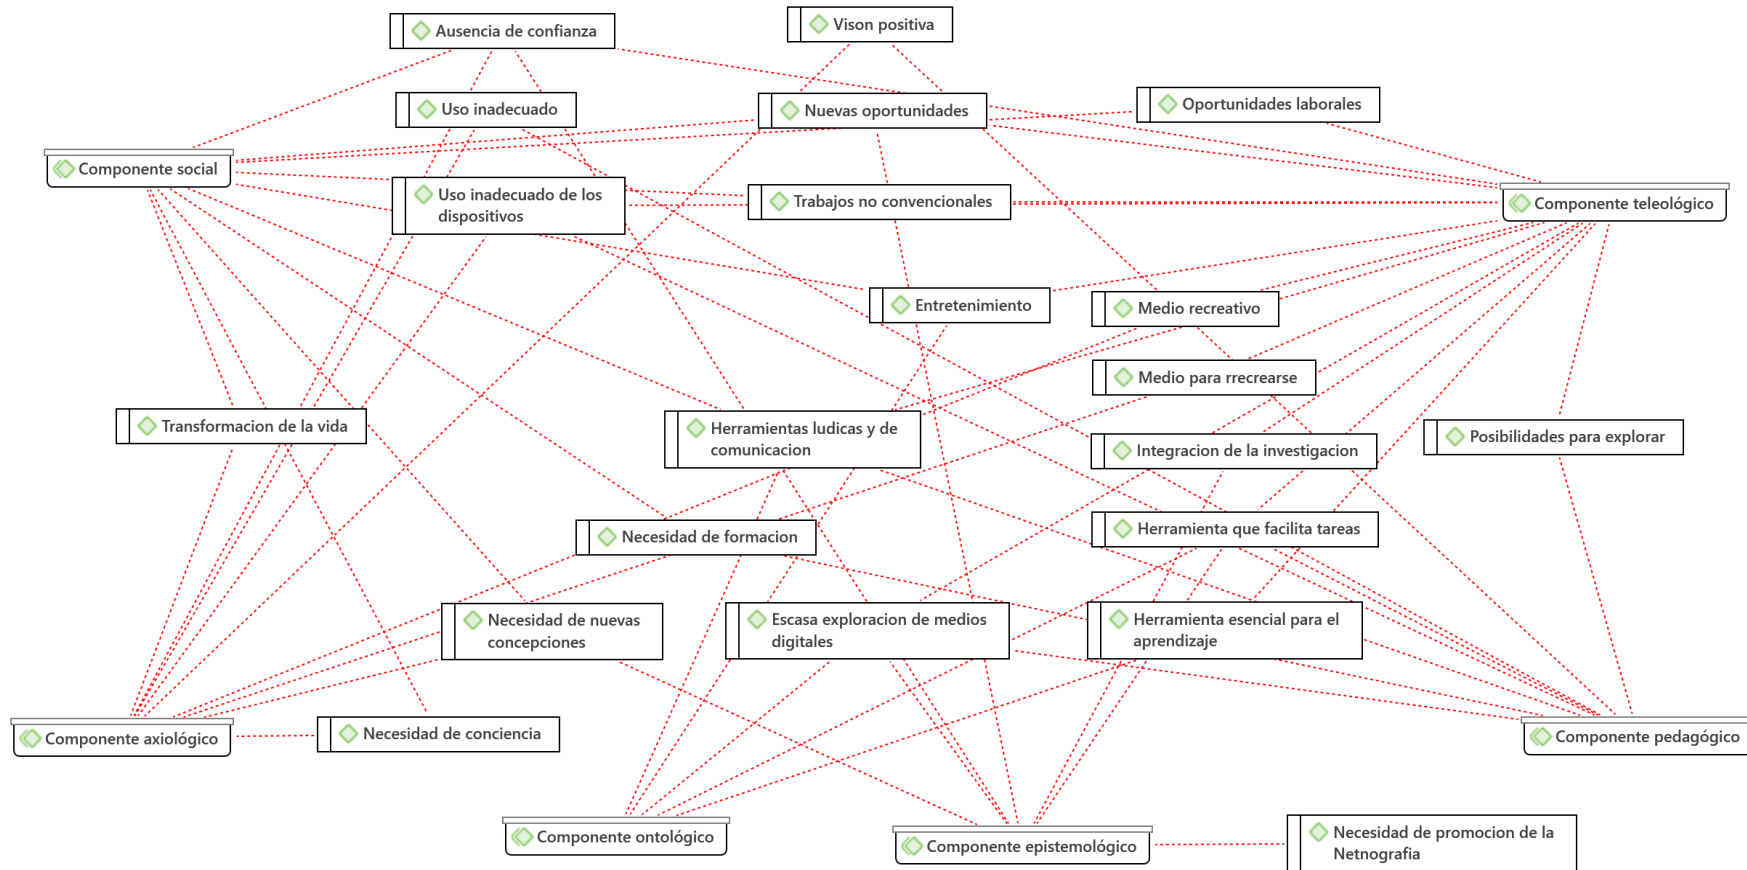 Ausencia de confianza
Vison positiva
Uso inadecuado
Nuevas oportunidades
Oportunidades laborales
Componente social
Uso inadecuado de los
dispositivos
Trabajos no convencionales
Componente teleológico
Entretenimiento
Medio recreativo
Medio para rrecrearse
Transformacion de la vida
Herramientas ludicas y de
comunicacion
Integracion de la investigacion
Posibilidades para explorar
Necesidad de formacion
Herramienta que facilita tareas
Necesidad de nuevas
concepciones
Escasa exploracion de medios
digitales
Herramienta esencial para el
aprendizaje
Componente axiológico
Necesidad de conciencia
Componente pedagógico
Componente ontológico
Componente epistemológico
Necesidad de promocion de la
Netnografia